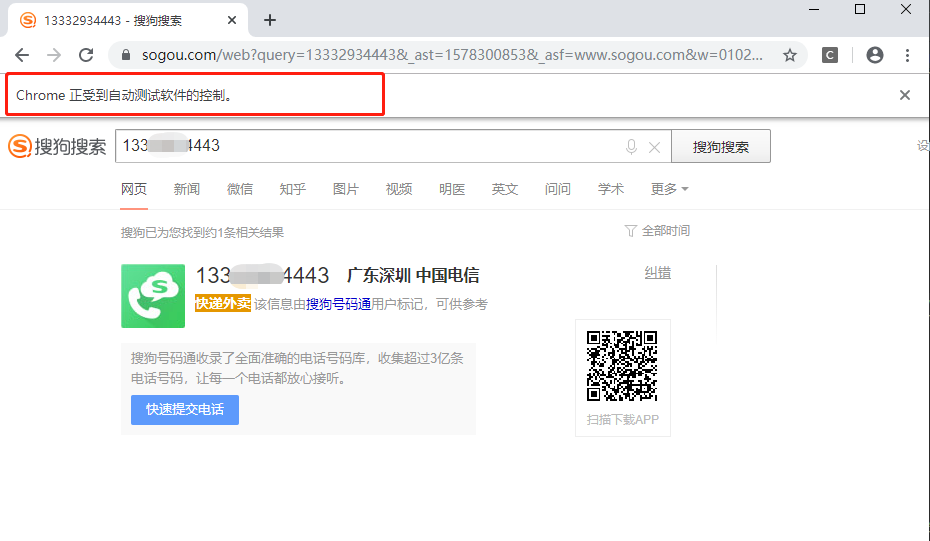 13332934443 - 搜狗搜索
sogou.com/web?query=13332934443&_ast=1578300853&_asf=www.sogou.com&w=0102...
C
Chrome 正受到自动测试软件的控制。
搜狗搜索
133 4443
搜狗搜索
设
网页 新闻 微信 知乎 图片 视频 明医 英文 问问 学术 更多
搜狗已为您找到约1条相关结果
全部时间
133 4443 广东深圳 中国电信
纠错
快递外卖 该信息由搜狗号码通用户标记，可供参考
搜狗号码通收录了全面准确的电话号码库，收集超过3亿条
电话号码，让每一个电话都放心接听。
快速提交电话
扫描下载APP